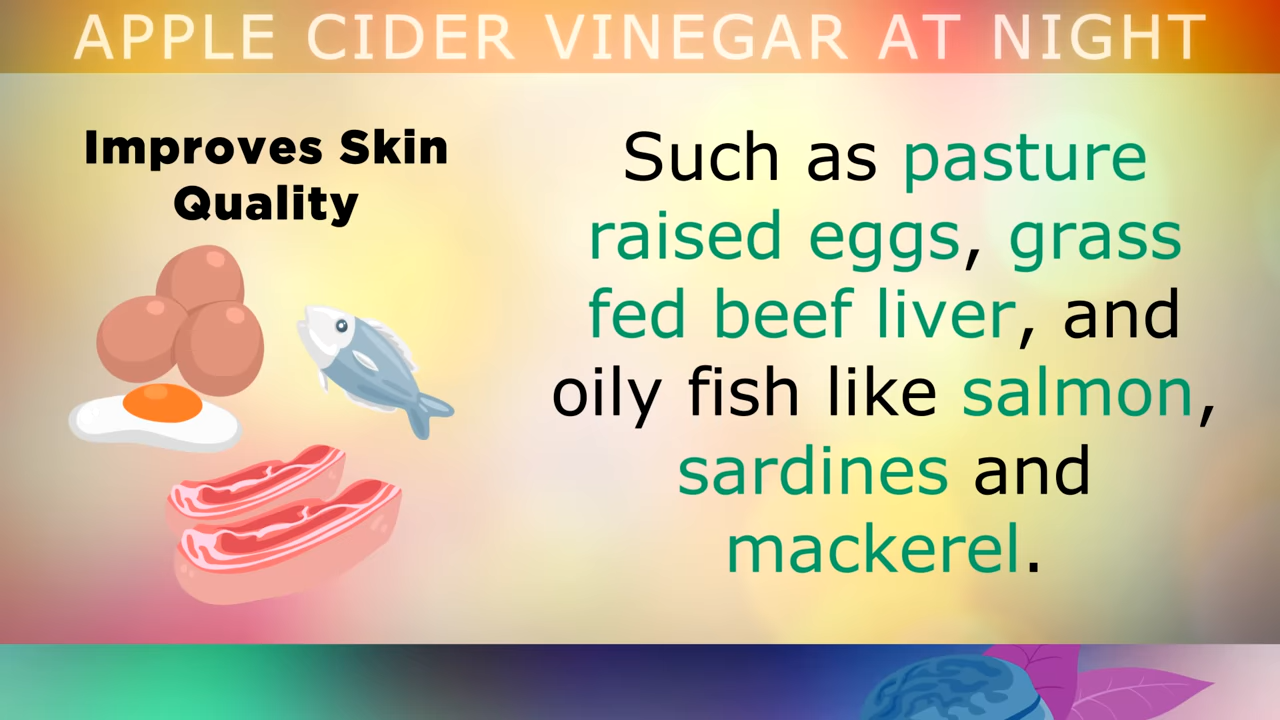 APPLE CIDER VINEGAR AT NIGHT
Improves Skin
Quality
Such as pasture
raised eggs, grass
fed beef liver, and
oily fish like salmon,
sardines and
mackerel.